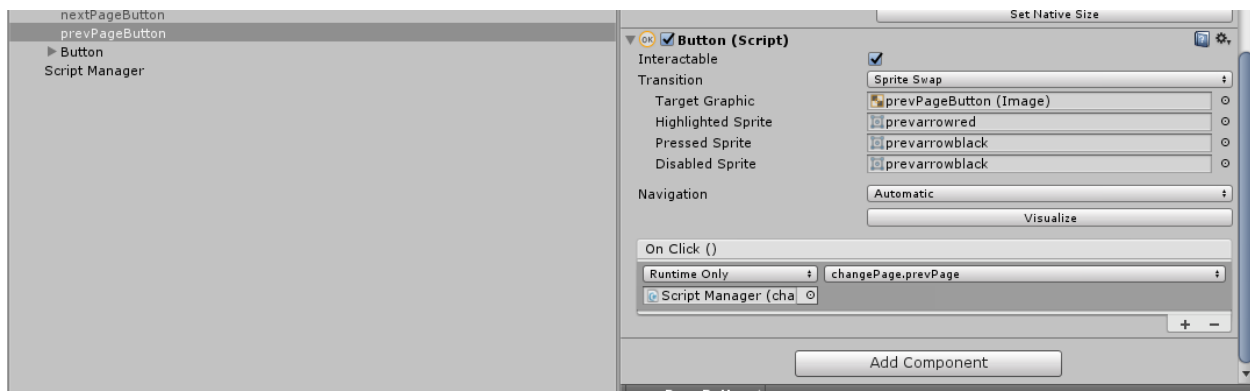 nextPageButton
prevPageButton
Button
Script Manager
Set Native Size
OK Button (Script)
Interactable
Transition Sprite Swap
Target Graphic prevPageButton (Image)
Highlighted Sprite prevarrowred
Pressed Sprite prevarrowblack
Disabled Sprite prevarrowblack
Navigation Automatic
Visualize
On Click ()
Runtime Only changePage.prevPage
Script Manager (cha
Add Component